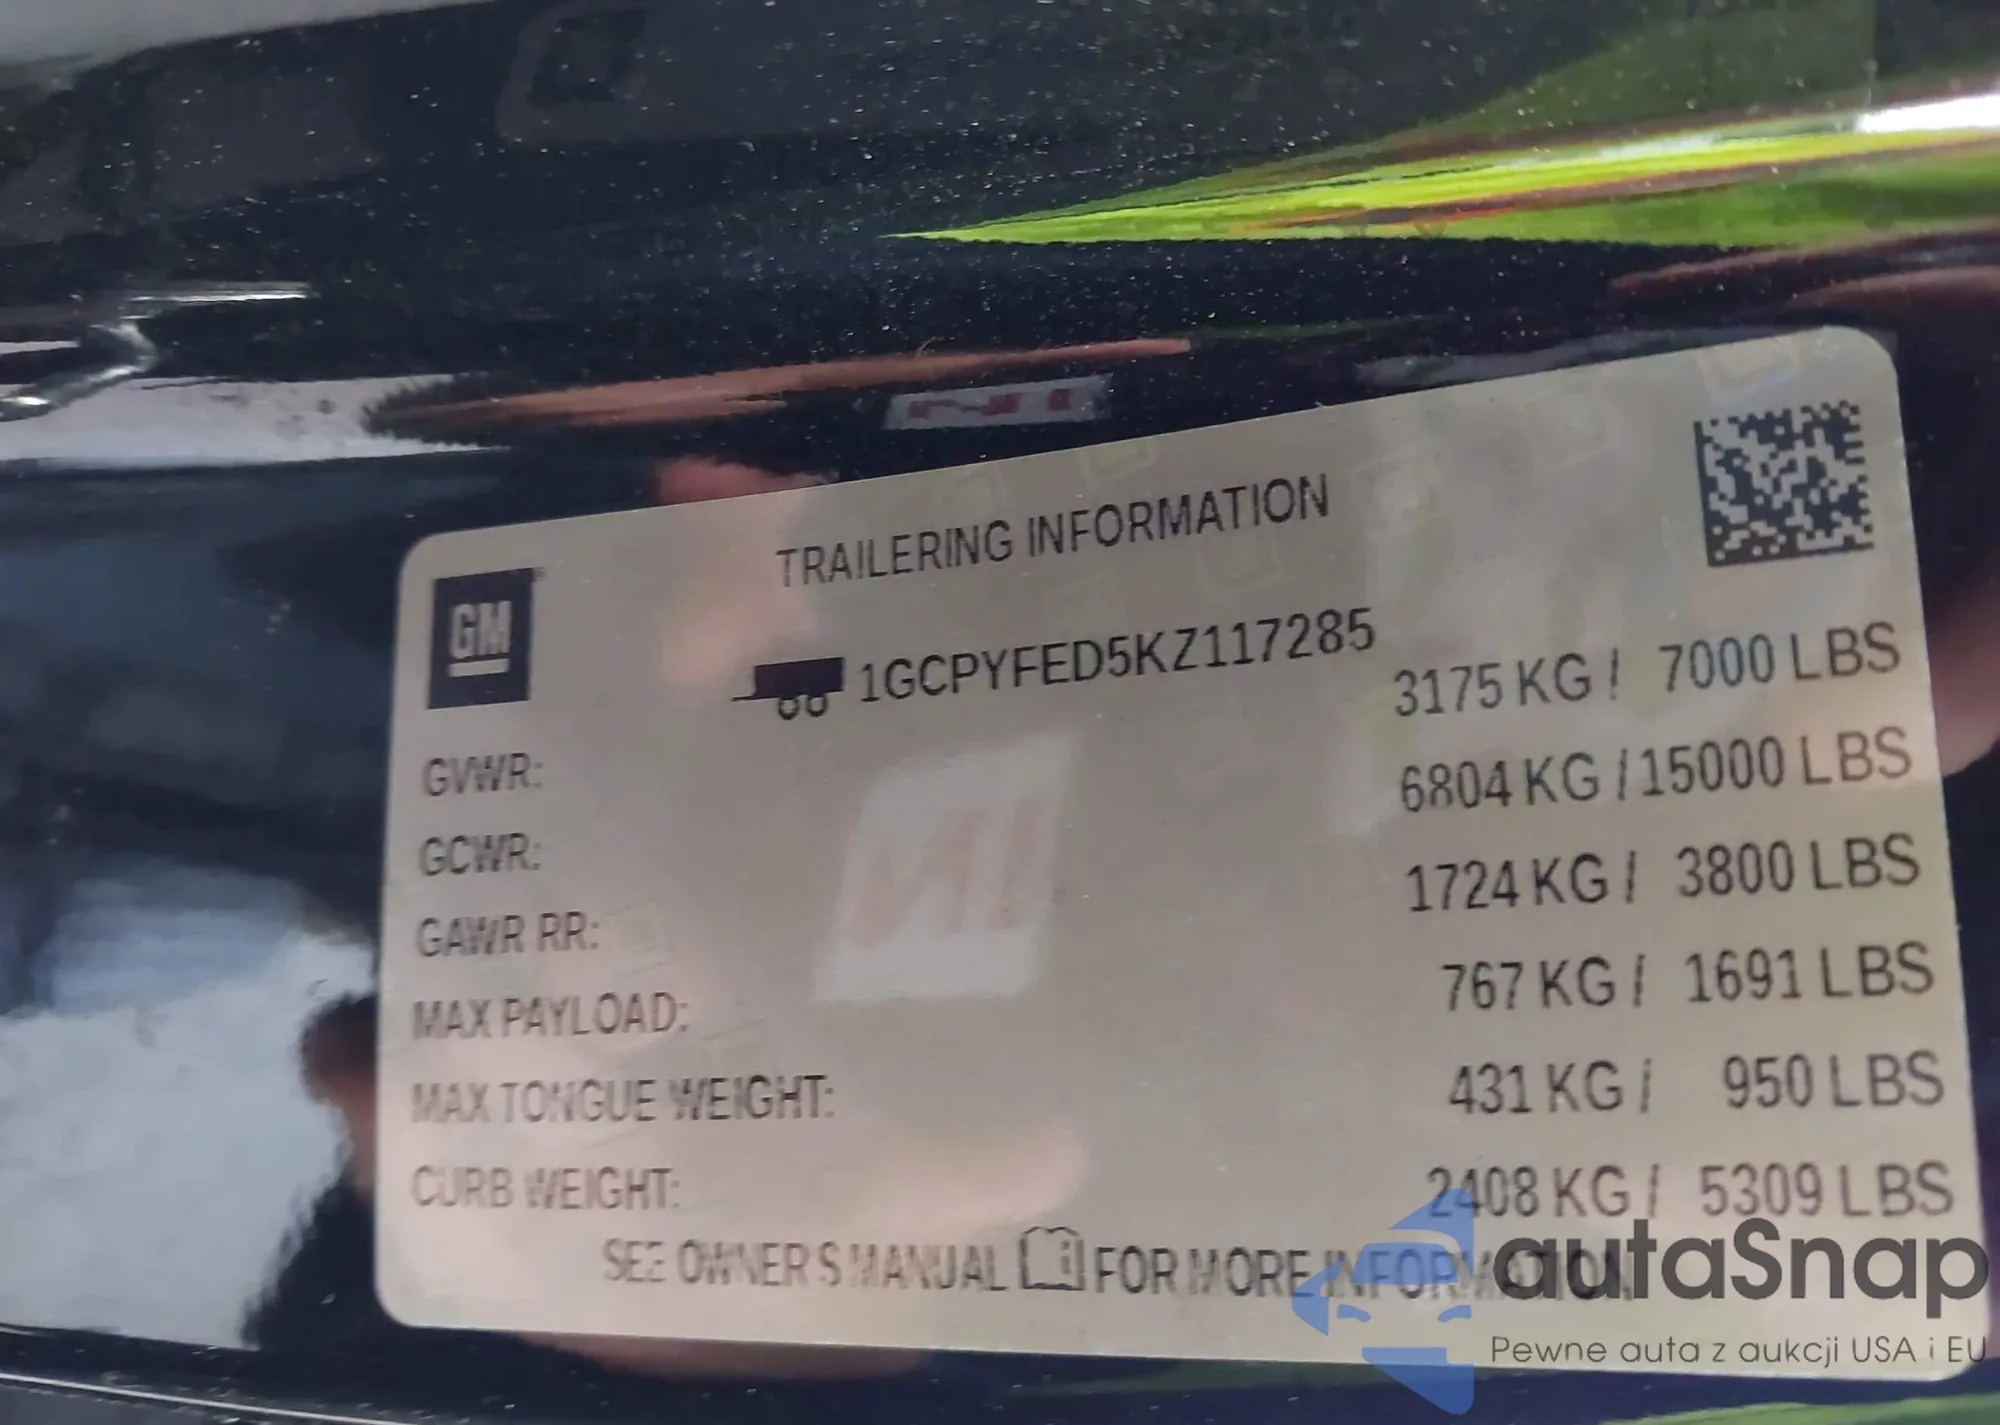 TRAILERING INFORMATION
GM
1GCPYFED5KZ117285
GVWR: 3175 KG / 7000 LBS
GCWR: 6804 KG / 15000 LBS
GAWR RR: 1724 KG / 3800 LBS
MAX PAYLOAD: 767 KG / 1691 LBS
MAX TONGUE WEIGHT: 431 KG / 950 LBS
CURB WEIGHT: 2408 KG / 5309 LBS
SEE OWNER'S MANUAL FOR MORE INFORMATION
autaSnap
Pewne auta z aukcji USA i EU